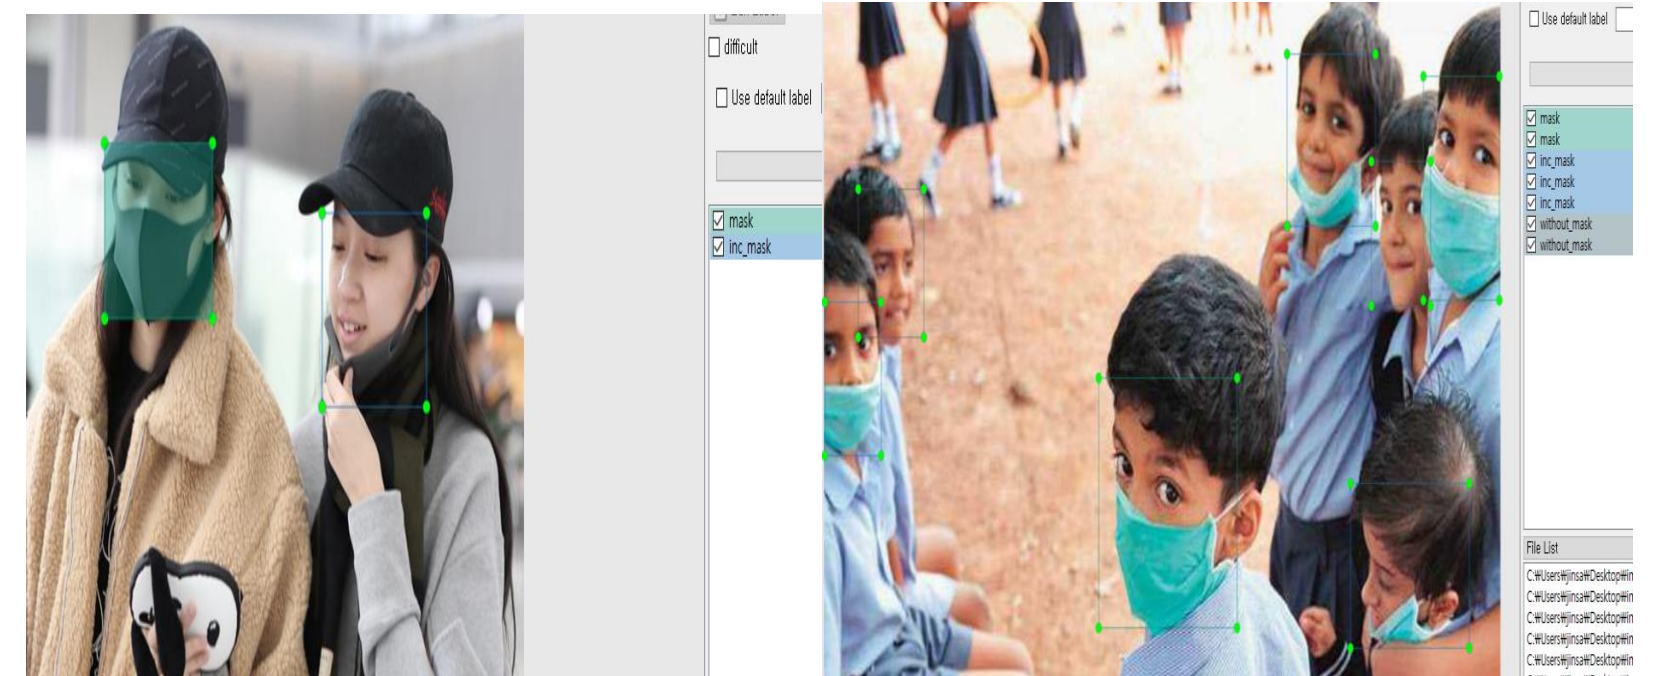 difficult
Use default label
mask
inc_mask
Use default label
mask
mask
inc_mask
inc_mask
inc_mask
without_mask
without_mask
File List
C:₩Users₩jinsa₩Desktop₩in
C:₩Users₩jinsa₩Desktop₩in
C:₩Users₩jinsa₩Desktop₩in
C:₩Users₩jinsa₩Desktop₩in
C:₩Users₩jinsa₩Desktop₩in